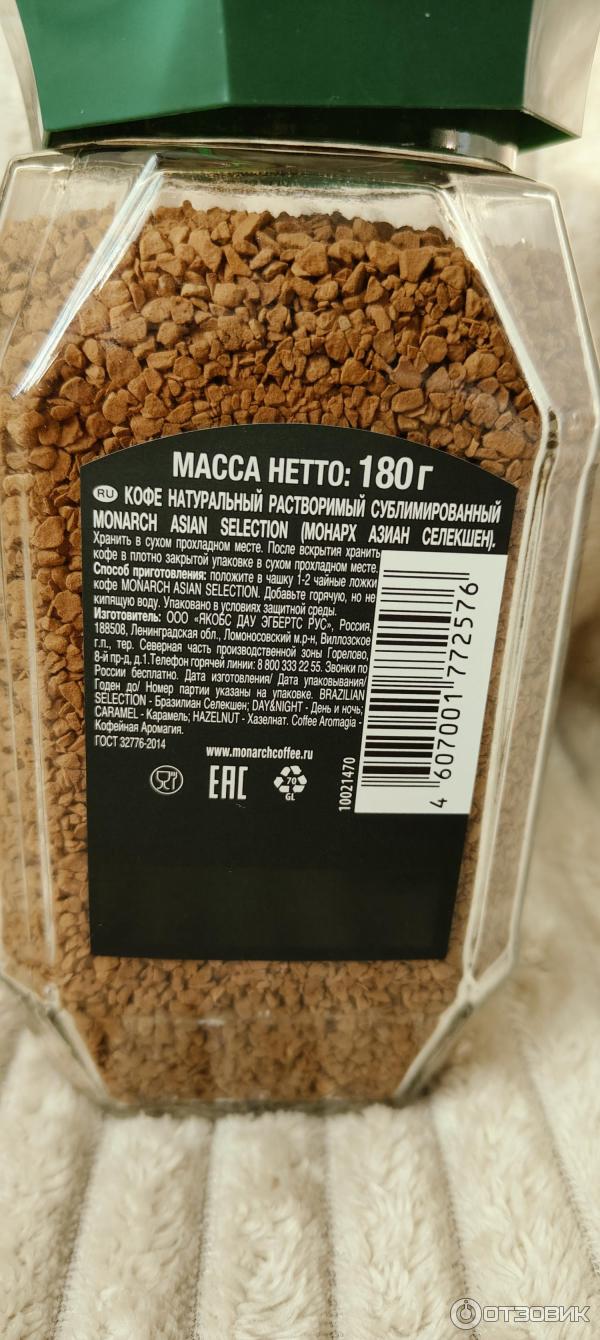 МАССА НЕТТО: 180 г
RU КОФЕ НАТУРАЛЬНЫЙ РАСТВОРИМЫЙ СУБЛИМИРОВАННЫЙ
MONARCH ASIAN SELECTION (МОНАРХ АЗИАН СЕЛЕКШЕН).
Хранить в сухом прохладном месте. После вскрытия хранить
кофе в плотно закрытой упаковке в сухом прохладном месте.
Способ приготовления: положите в чашку 1-2 чайные ложки
кофе MONARCH ASIAN SELECTION. Добавьте горячую, но не
кипящую воду. Упаковано в условиях защитной среды.
Изготовитель: ООО «ЯКОБС ДАУ ЭГБЕРТС РУС», Россия,
188508, Ленинградская обл., Ломоносовский м.р-н, Виллозское
г.п., тер. Северная часть производственной зоны Горелово,
8-й пр-д, д.1.Телефон горячей линии: 8 800 333 22 55. Звонки по
России бесплатно. Дата изготовления/ Дата упаковывания/
Годен до/ Номер партии указаны на упаковке. BRAZILIAN
SELECTION - Бразилиан Селекшен; DAY&NIGHT - День и ночь;
CARAMEL - Карамель; HAZELNUT - Хазелнат. Coffee Aromagia -
Кофейная Аромагия.
ГОСТ 32776-2014
www.monarchcoffee.ru
EAC
70
GL
10021470
4 607001 772576
ОТЗОВИК